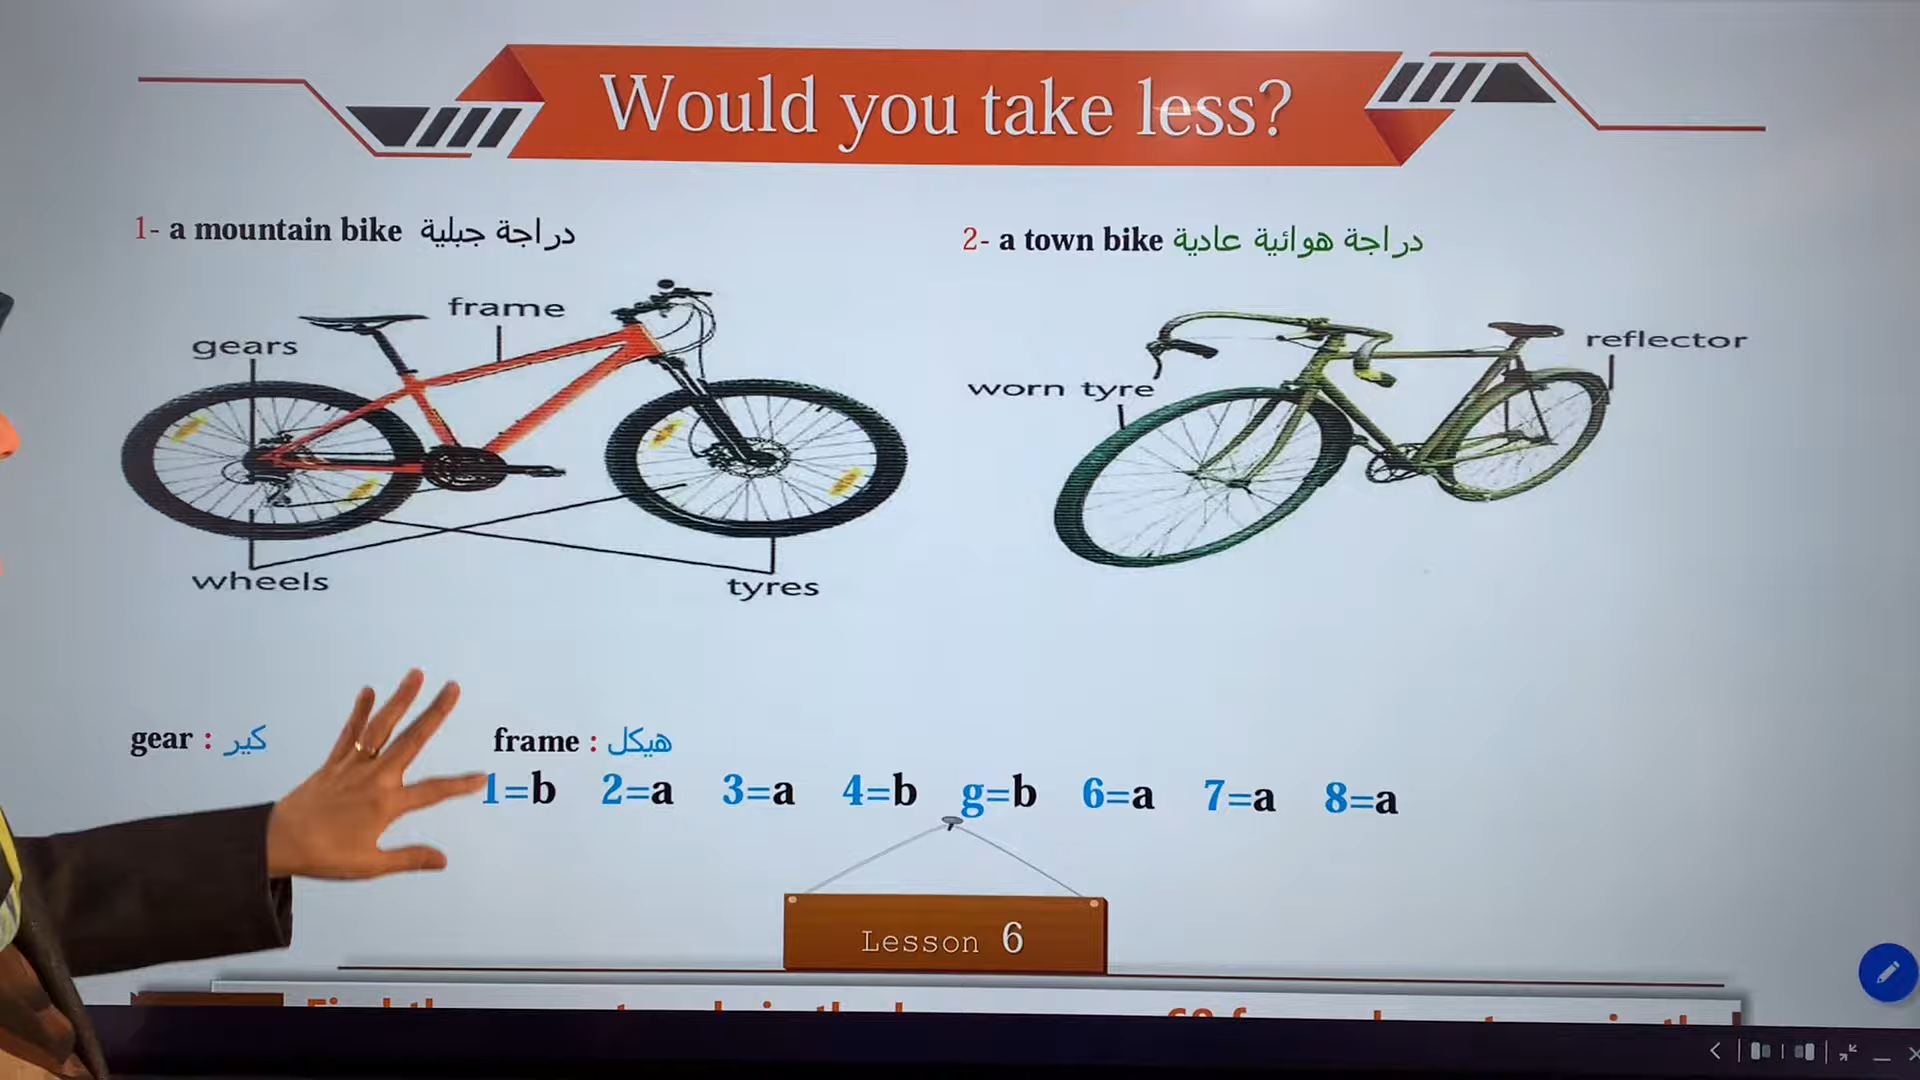 Would you take less?
1- a mountain bike دراجة جبلية
2- a town bike دراجة هوائية عادية
frame
gears
reflector
worn tyre
wheels
tyres
gear : كير
frame : هيكل
1=b 2=a 3=a 4=b g=b 6=a 7=a 8=a
Lesson 6